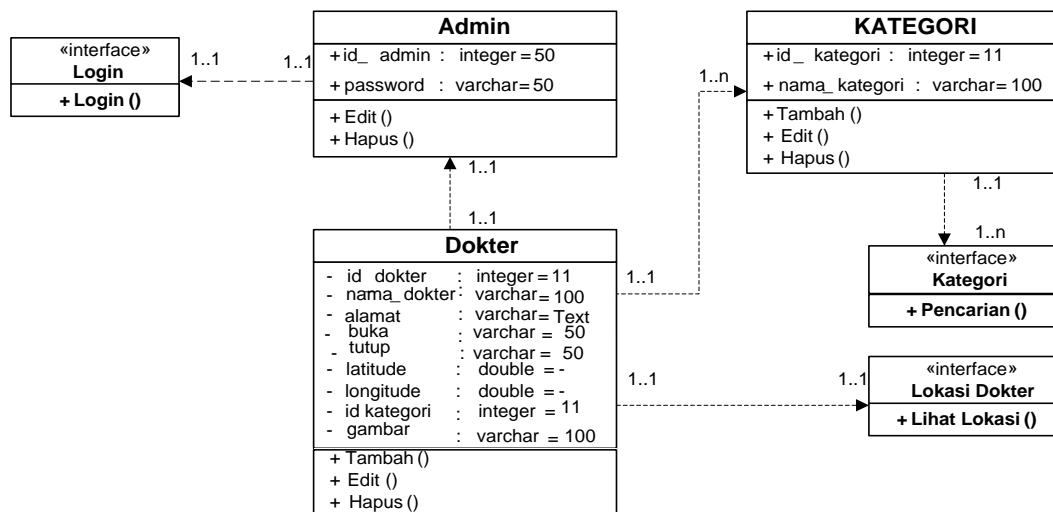 «interface»
Login
+ Login ()
1..1
1..1
Admin
+id_ admin : integer = 50
+password : varchar= 50
+ Edit ()
+ Hapus ()
1..1
1..1
KATEGORI
+id_ kategori : integer = 11
+ nama_ kategori : varchar = 100
+ Tambah ()
+ Edit ()
+ Hapus ()
1..n
1..1
1..1
1..n
«interface»
Kategori
+ Pencarian ()
Dokter
- id dokter : integer = 11
- nama_ dokter : varchar= 100
- alamat : varchar= Text
- buka : varchar = 50
- tutup : varchar = 50
- latitude : double = -
- longitude : double = -
- id kategori : integer = 11
- gambar : varchar = 100
+ Tambah ()
+ Edit ()
+ Hapus ()
1..1
1..1
«interface»
Lokasi Dokter
+ Lihat Lokasi ()